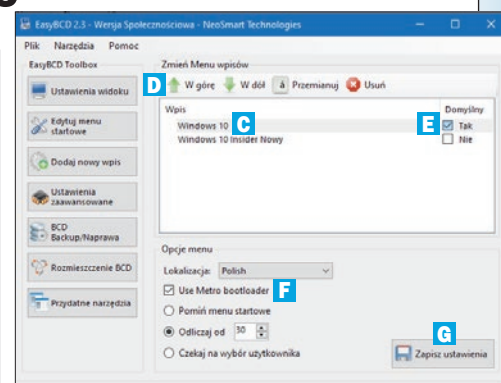 EasyBCD 2.3 - Wersja Społecznościowa - NeoSmart Technologies
Plik Narzędzia Pomoc
EasyBCD Toolbox
Ustawienia widoku
Edytuj menu
startowe
Dodaj nowy wpis
Ustawienia
zaawansowane
BCD
Backup/Naprawa
Rozmieszczenie BCD
Przydatne narzędzia
Zmień Menu wpisów
D W górę W dół á Przemianuj Usuń
Wpis Domyślny
Windows 10 C E Tak
Windows 10 Insider Nowy Nie
Opcje menu
Lokalizacja: Polish
Use Metro bootloader F
Pomiń menu startowe
Odliczaj od 30
Czekaj na wybór użytkownika
G
Zapisz ustawienia